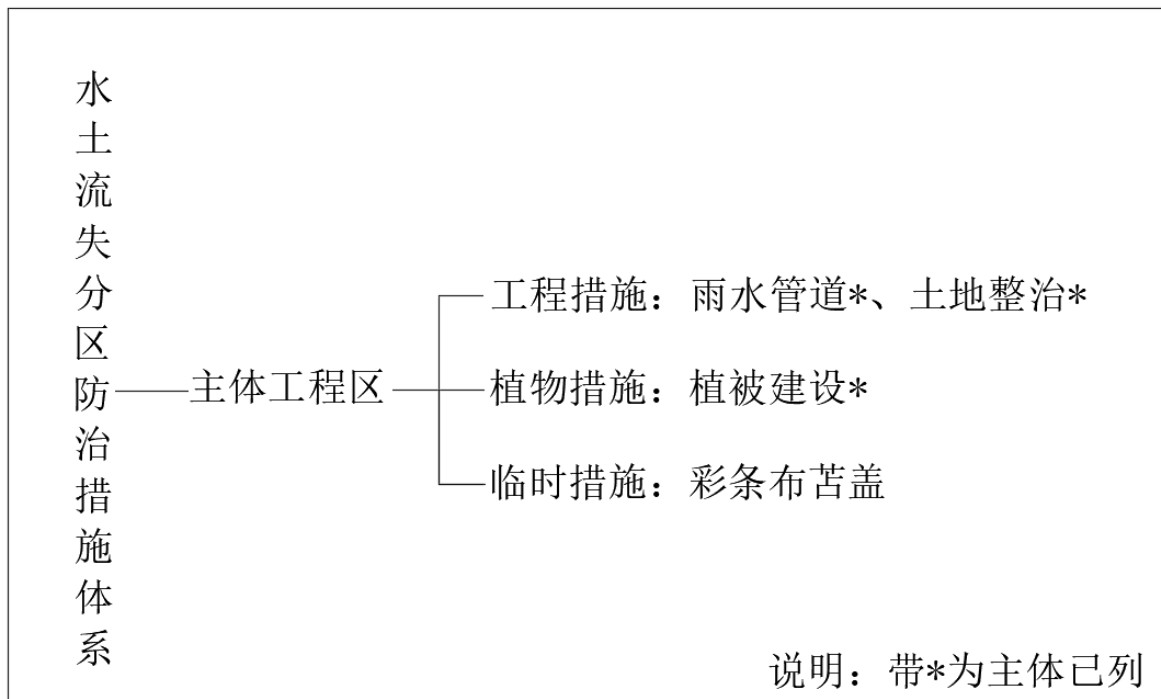 水土流失分区防治措施体系
主体工程区
工程措施：雨水管道*、土地整治*
植物措施：植被建设*
临时措施：彩条布苫盖
说明：带*为主体已列